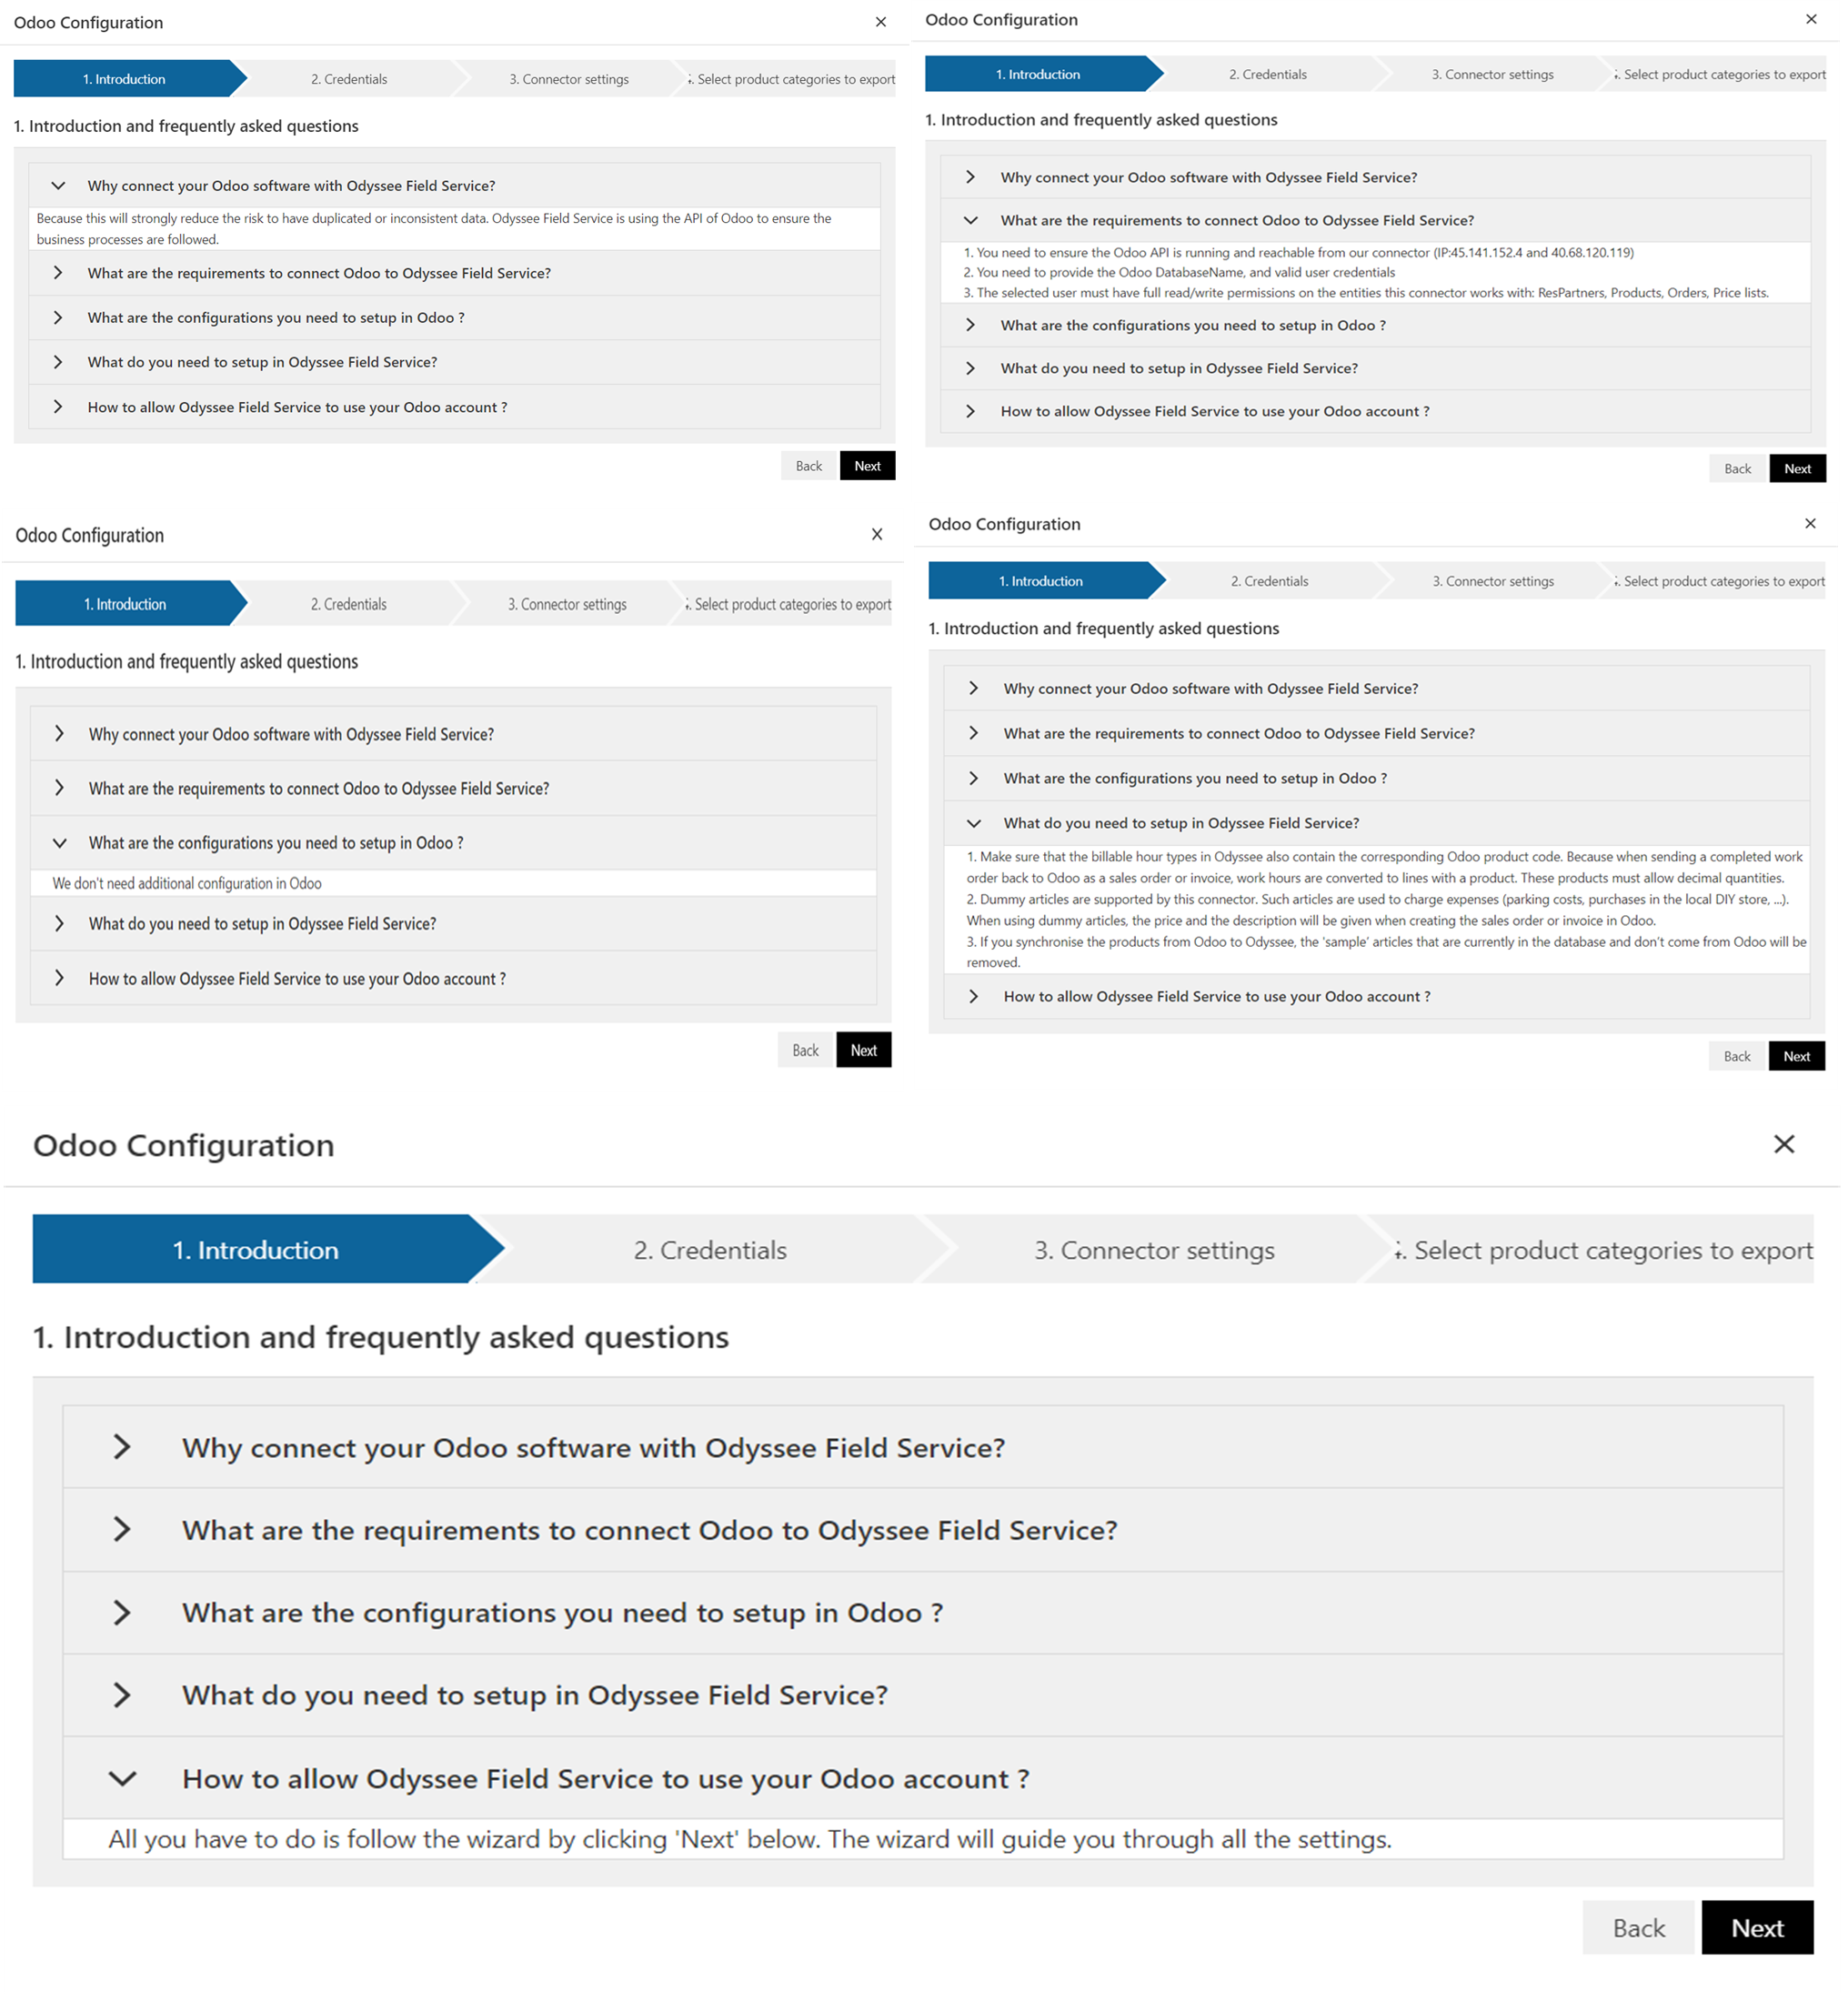 Odoo Configuration
1. Introduction
2. Credentials
3. Connector settings
. Select product categories to export
1. Introduction and frequently asked questions
Why connect your Odoo software with Odyssee Field Service?
Because this will strongly reduce the risk to have duplicated or inconsistent data. Odyssee Field Service is using the API of Odoo to ensure the
business processes are followed.
What are the requirements to connect Odoo to Odyssee Field Service?
What are the configurations you need to setup in Odoo ?
What do you need to setup in Odyssee Field Service?
How to allow Odyssee Field Service to use your Odoo account ?
Back
Next
Odoo Configuration
1. Introduction
2. Credentials
3. Connector settings
. Select product categories to export
1. Introduction and frequently asked questions
Why connect your Odoo software with Odyssee Field Service?
What are the requirements to connect Odoo to Odyssee Field Service?
1. You need to ensure the Odoo API is running and reachable from our connector (IP:45.141.152.4 and 40.68.120.119)
2. You need to provide the Odoo DatabaseName, and valid user credentials
3. The selected user must have full read/write permissions on the entities this connector works with: ResPartners, Products, Orders, Price lists.
What are the configurations you need to setup in Odoo ?
What do you need to setup in Odyssee Field Service?
How to allow Odyssee Field Service to use your Odoo account ?
Back
Next
Odoo Configuration
1. Introduction
2. Credentials
3. Connector settings
. Select product categories to export
1. Introduction and frequently asked questions
Why connect your Odoo software with Odyssee Field Service?
What are the requirements to connect Odoo to Odyssee Field Service?
What are the configurations you need to setup in Odoo ?
We don't need additional configuration in Odoo
What do you need to setup in Odyssee Field Service?
How to allow Odyssee Field Service to use your Odoo account ?
Back
Next
Odoo Configuration
1. Introduction
2. Credentials
3. Connector settings
. Select product categories to export
1. Introduction and frequently asked questions
Why connect your Odoo software with Odyssee Field Service?
What are the requirements to connect Odoo to Odyssee Field Service?
What are the configurations you need to setup in Odoo ?
What do you need to setup in Odyssee Field Service?
1. Make sure that the billable hour types in Odyssee also contain the corresponding Odoo product code. Because when sending a completed work
order back to Odoo as a sales order or invoice, work hours are converted to lines with a product. These products must allow decimal quantities.
2. Dummy articles are supported by this connector. Such articles are used to charge expenses (parking costs, purchases in the local DIY store, ...).
When using dummy articles, the price and the description will be given when creating the sales order or invoice in Odoo.
3. If you synchronise the products from Odoo to Odyssee, the 'sample' articles that are currently in the database and don't come from Odoo will be
removed.
How to allow Odyssee Field Service to use your Odoo account ?
Back
Next
Odoo Configuration
1. Introduction
2. Credentials
3. Connector settings
. Select product categories to export
1. Introduction and frequently asked questions
Why connect your Odoo software with Odyssee Field Service?
What are the requirements to connect Odoo to Odyssee Field Service?
What are the configurations you need to setup in Odoo ?
What do you need to setup in Odyssee Field Service?
How to allow Odyssee Field Service to use your Odoo account ?
All you have to do is follow the wizard by clicking 'Next' below. The wizard will guide you through all the settings.
Back
Next